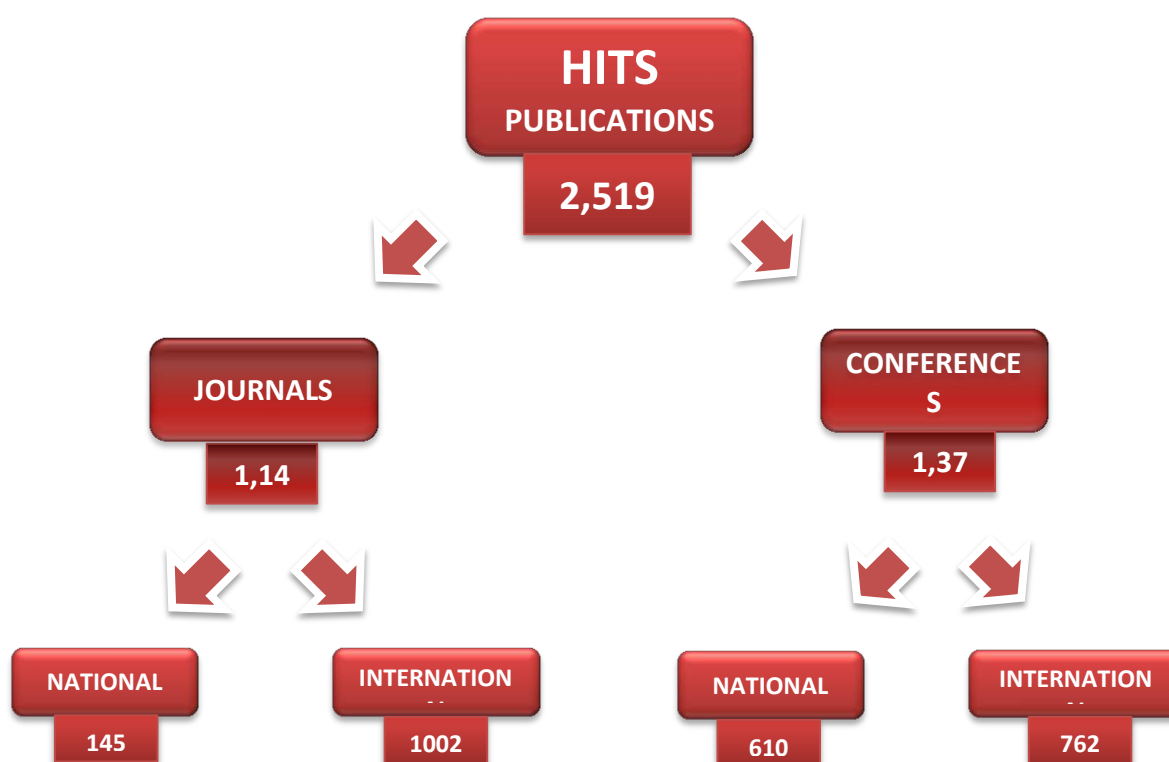 HITS
PUBLICATIONS
2,519
JOURNALS
1,14
CONFERENCE
S
1,37
NATIONAL
145
INTERNATION
1002
NATIONAL
610
INTERNATION
762